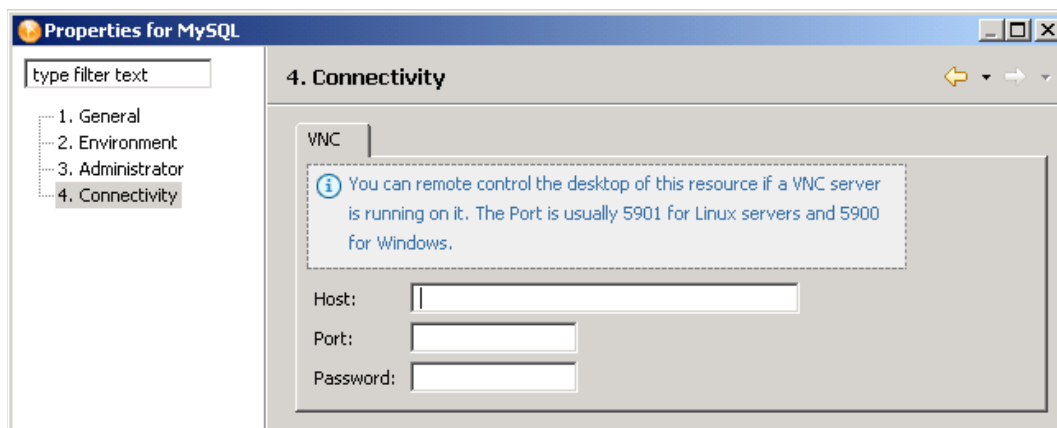 Properties for MySQL
type filter text
1. General
2. Environment
3. Administrator
4. Connectivity
4. Connectivity
VNC
You can remote control the desktop of this resource if a VNC server
is running on it. The Port is usually 5901 for Linux servers and 5900
for Windows.
Host:
Port:
Password: